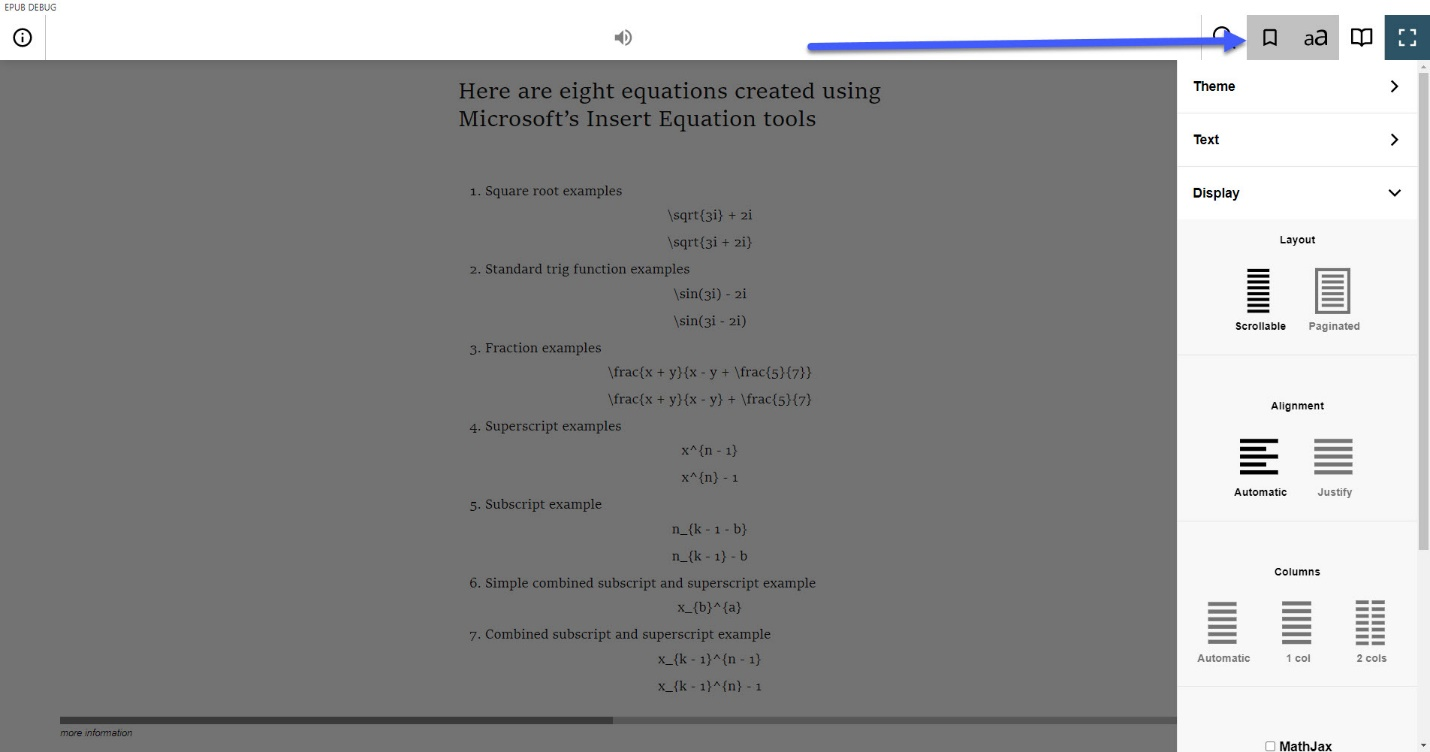 EPUB DEBUG
aa
Here are eight equations created using
Microsoft’s Insert Equation tools
1. Square root examples
\sqrt{3i} + 2i
\sqrt{3i + 2i}
2. Standard trig function examples
\sin(3i) - 2i
\sin(3i - 2i)
3. Fraction examples
\frac{x + y}{x - y + \frac{5}{7}}
\frac{x + y}{x - y} + \frac{5}{7}
4. Superscript examples
x^{n - 1}
x^{n} - 1
5. Subscript example
n_{k - 1 - b}
n_{k - 1} - b
6. Simple combined subscript and superscript example
x_{b}^{a}
7. Combined subscript and superscript example
x_{k - 1}^{n - 1}
x_{k - 1}^{n} - 1
more information
Theme
Text
Display
Layout
Scrollable Paginated
Alignment
Automatic Justify
Columns
Automatic 1 col 2 cols
MathJax